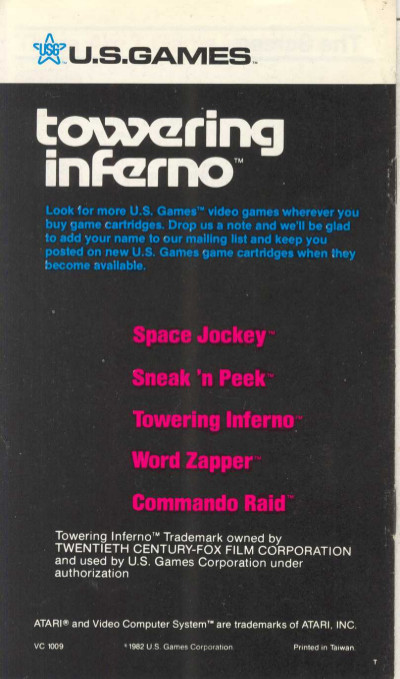 USG™ U.S.GAMES™
towering
inferno™
Look for more U.S. Games™ video games wherever you
buy game cartridges. Drop us a note and we'll be glad
to add your name to our mailing list and keep you
posted on new U.S. Games game cartridges when they
become available.
Space Jockey™
Sneak 'n Peek™
Towering Inferno™
Word Zapper™
Commando Raid™
Towering Inferno™ Trademark owned by
TWENTIETH CENTURY-FOX FILM CORPORATION
and used by U.S. Games Corporation under
authorization
ATARI® and Video Computer System™ are trademarks of ATARI, INC.
VC 1009 ©1982 U.S. Games Corporation Printed in Taiwan
T